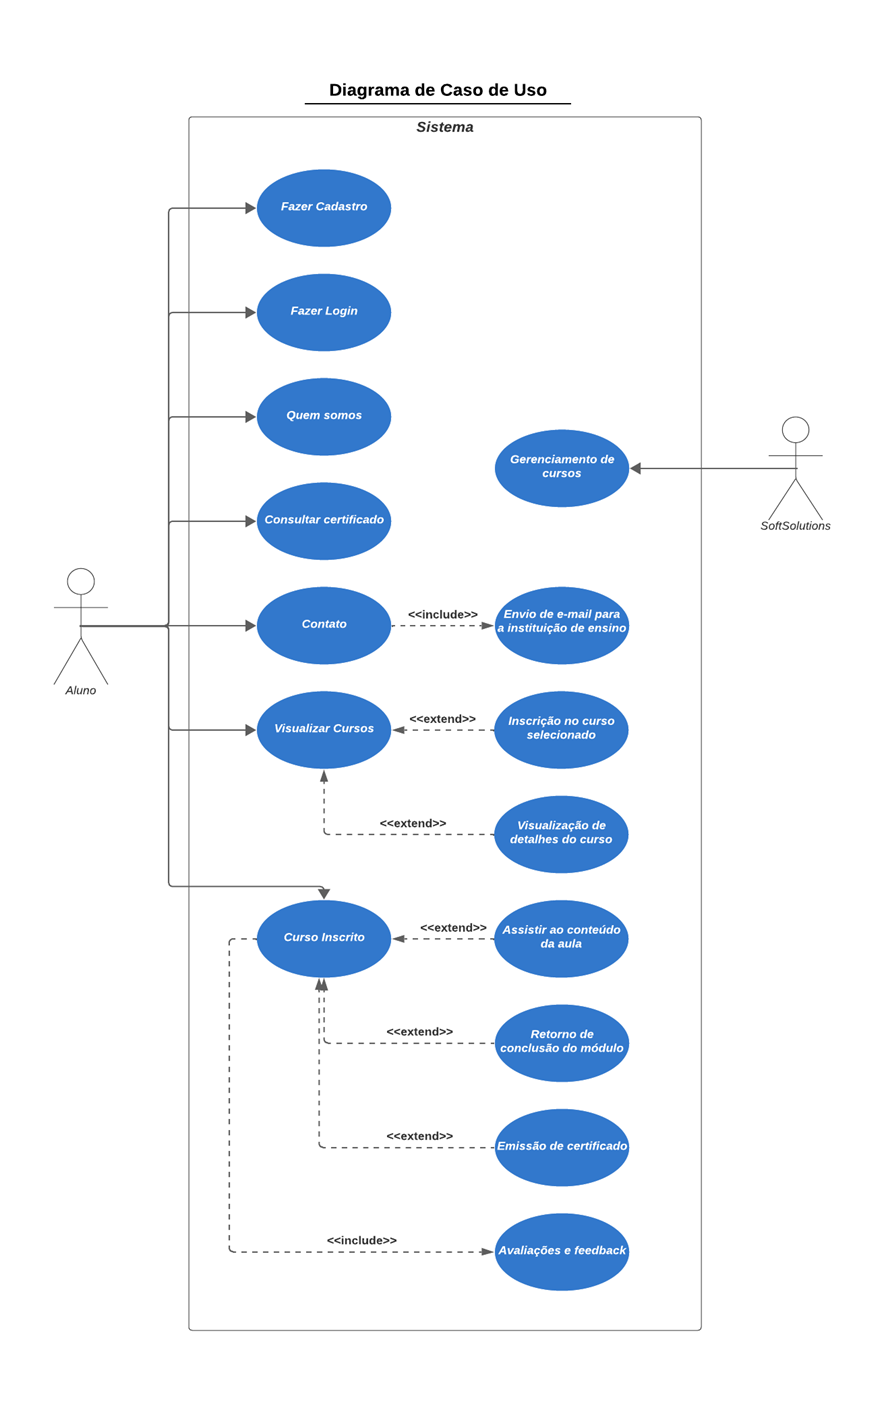 Diagrama de Caso de Uso
Sistema
Fazer Cadastro
Fazer Login
Quem somos
Gerenciamento de
cursos
SoftSolutions
Consultar certificado
Aluno
Contato
<<include>>
Envio de e-mail para
a instituição de ensino
Visualizar Cursos
<<extend>>
Inscrição no curso
selecionado
<<extend>>
Visualização de
detalhes do curso
Curso Inscrito
<<extend>>
Assistir ao conteúdo
da aula
<<extend>>
Retorno de
conclusão do módulo
<<extend>>
Emissão de certificado
<<include>>
Avaliações e feedback